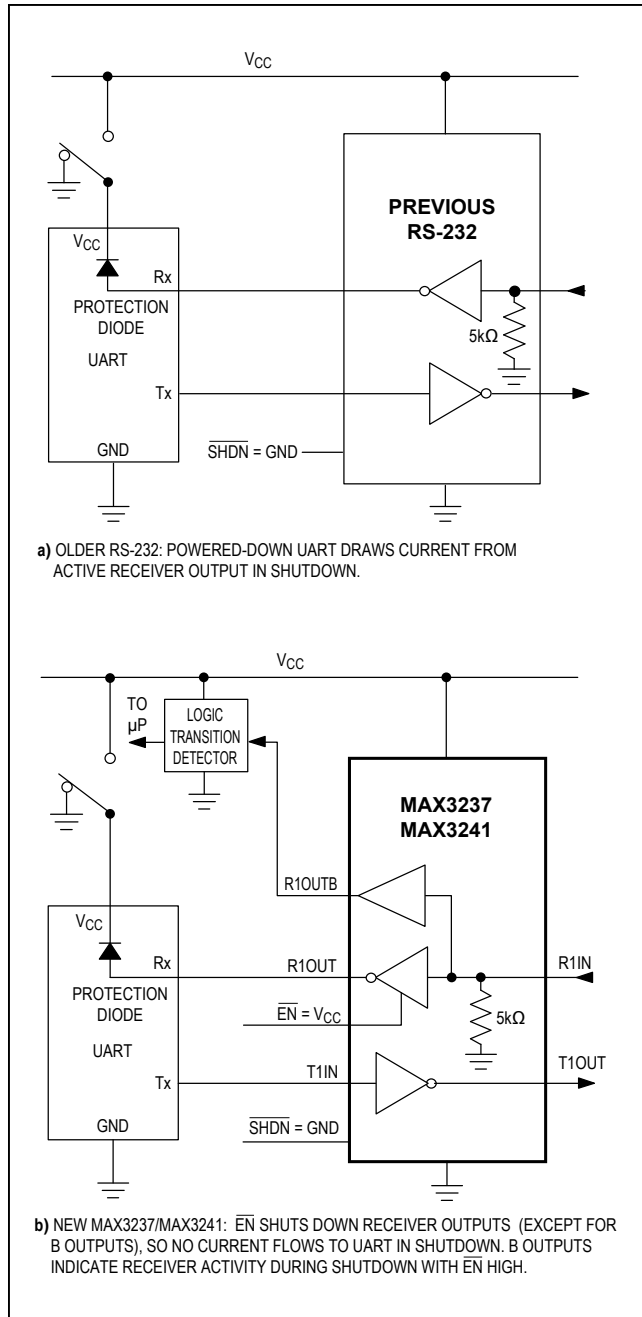 VCC
PREVIOUS
RS-232
VCC
Rx
PROTECTION
DIODE
5kΩ
UART
Tx
GND
SHDN = GND
a) OLDER RS-232: POWERED-DOWN UART DRAWS CURRENT FROM
ACTIVE RECEIVER OUTPUT IN SHUTDOWN.
VCC
TO
µP
LOGIC
TRANSITION
DETECTOR
MAX3237
MAX3241
R1OUTB
VCC
Rx
R1OUT
R1IN
PROTECTION
DIODE
EN = VCC
5kΩ
UART
Tx
T1IN
T1OUT
GND
SHDN = GND
b) NEW MAX3237/MAX3241: EN SHUTS DOWN RECEIVER OUTPUTS (EXCEPT FOR
B OUTPUTS), SO NO CURRENT FLOWS TO UART IN SHUTDOWN. B OUTPUTS
INDICATE RECEIVER ACTIVITY DURING SHUTDOWN WITH EN HIGH.